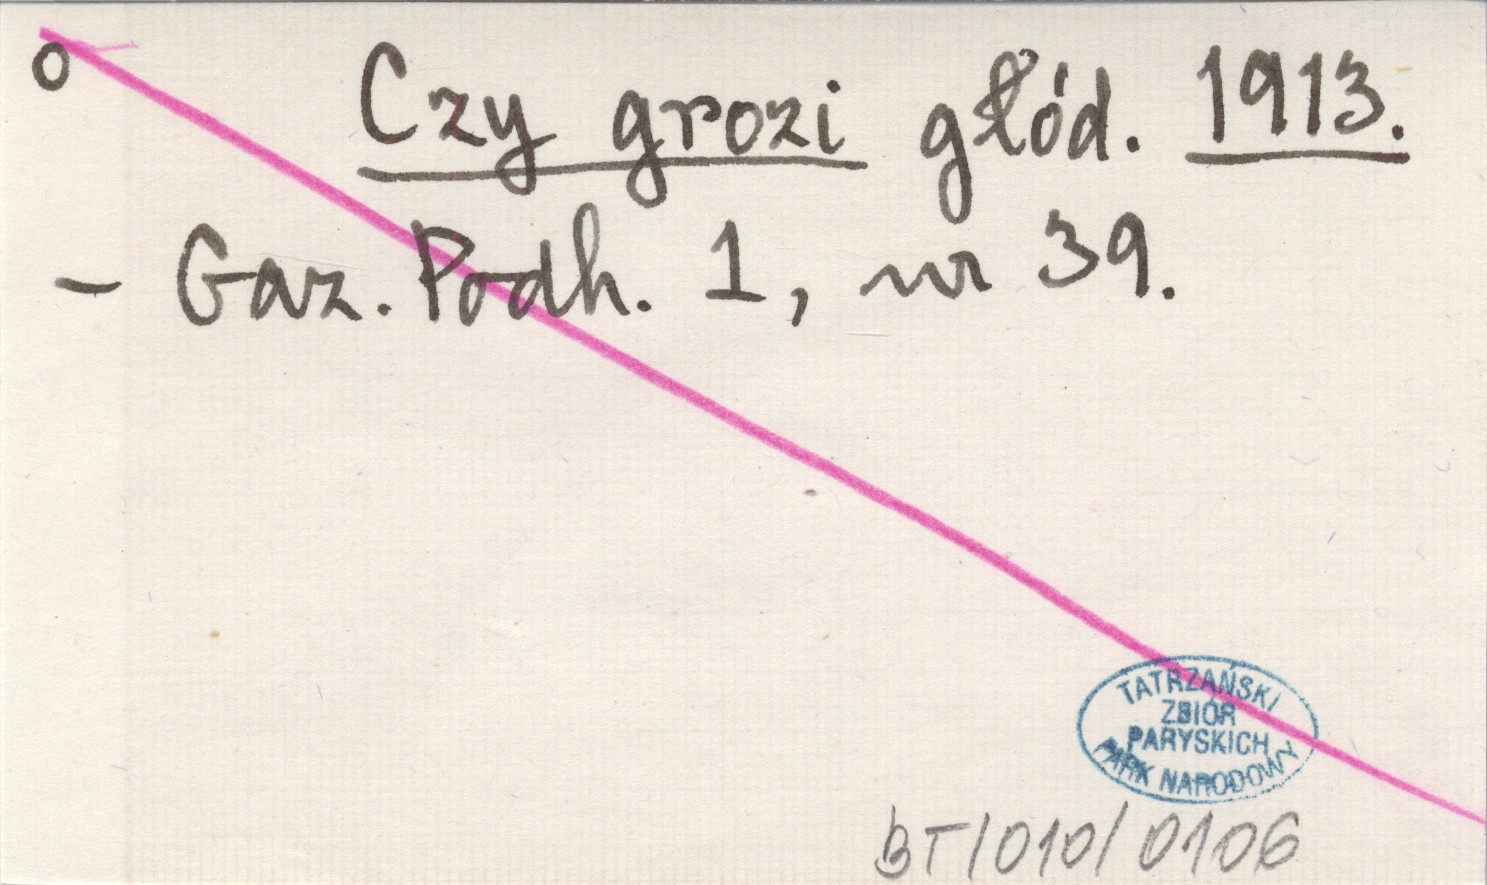 o
Czy grozi głód. 1913.
- Gaz. Podh. 1, nr 39.
TATRZAŃSKI
ZBIÓR
PARYSKICH
PARK NARODOWY
BT/010/0106